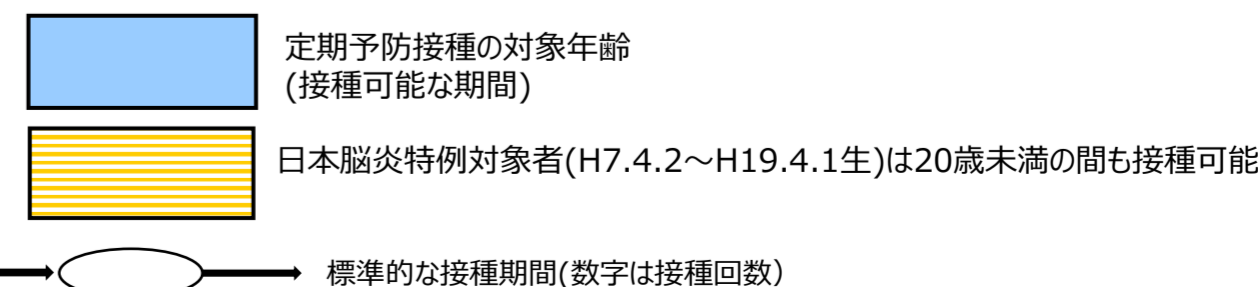 定期予防接種の対象年齢
(接種可能な期間)
日本脳炎特例対象者(H7.4.2～H19.4.1生)は20歳未満の間も接種可能
標準的な接種期間(数字は接種回数）